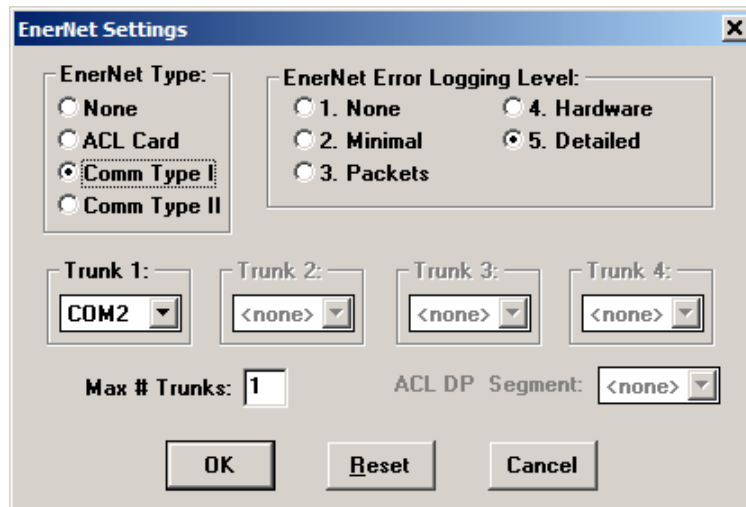 EnerNet Settings
EnerNet Type:
None
ACL Card
Comm Type I
Comm Type II
EnerNet Error Logging Level:
1. None
2. Minimal
3. Packets
4. Hardware
5. Detailed
Trunk 1:
COM2
Trunk 2:
<none>
Trunk 3:
<none>
Trunk 4:
<none>
Max # Trunks: 1
ACL DP Segment: <none>
OK
Reset
Cancel